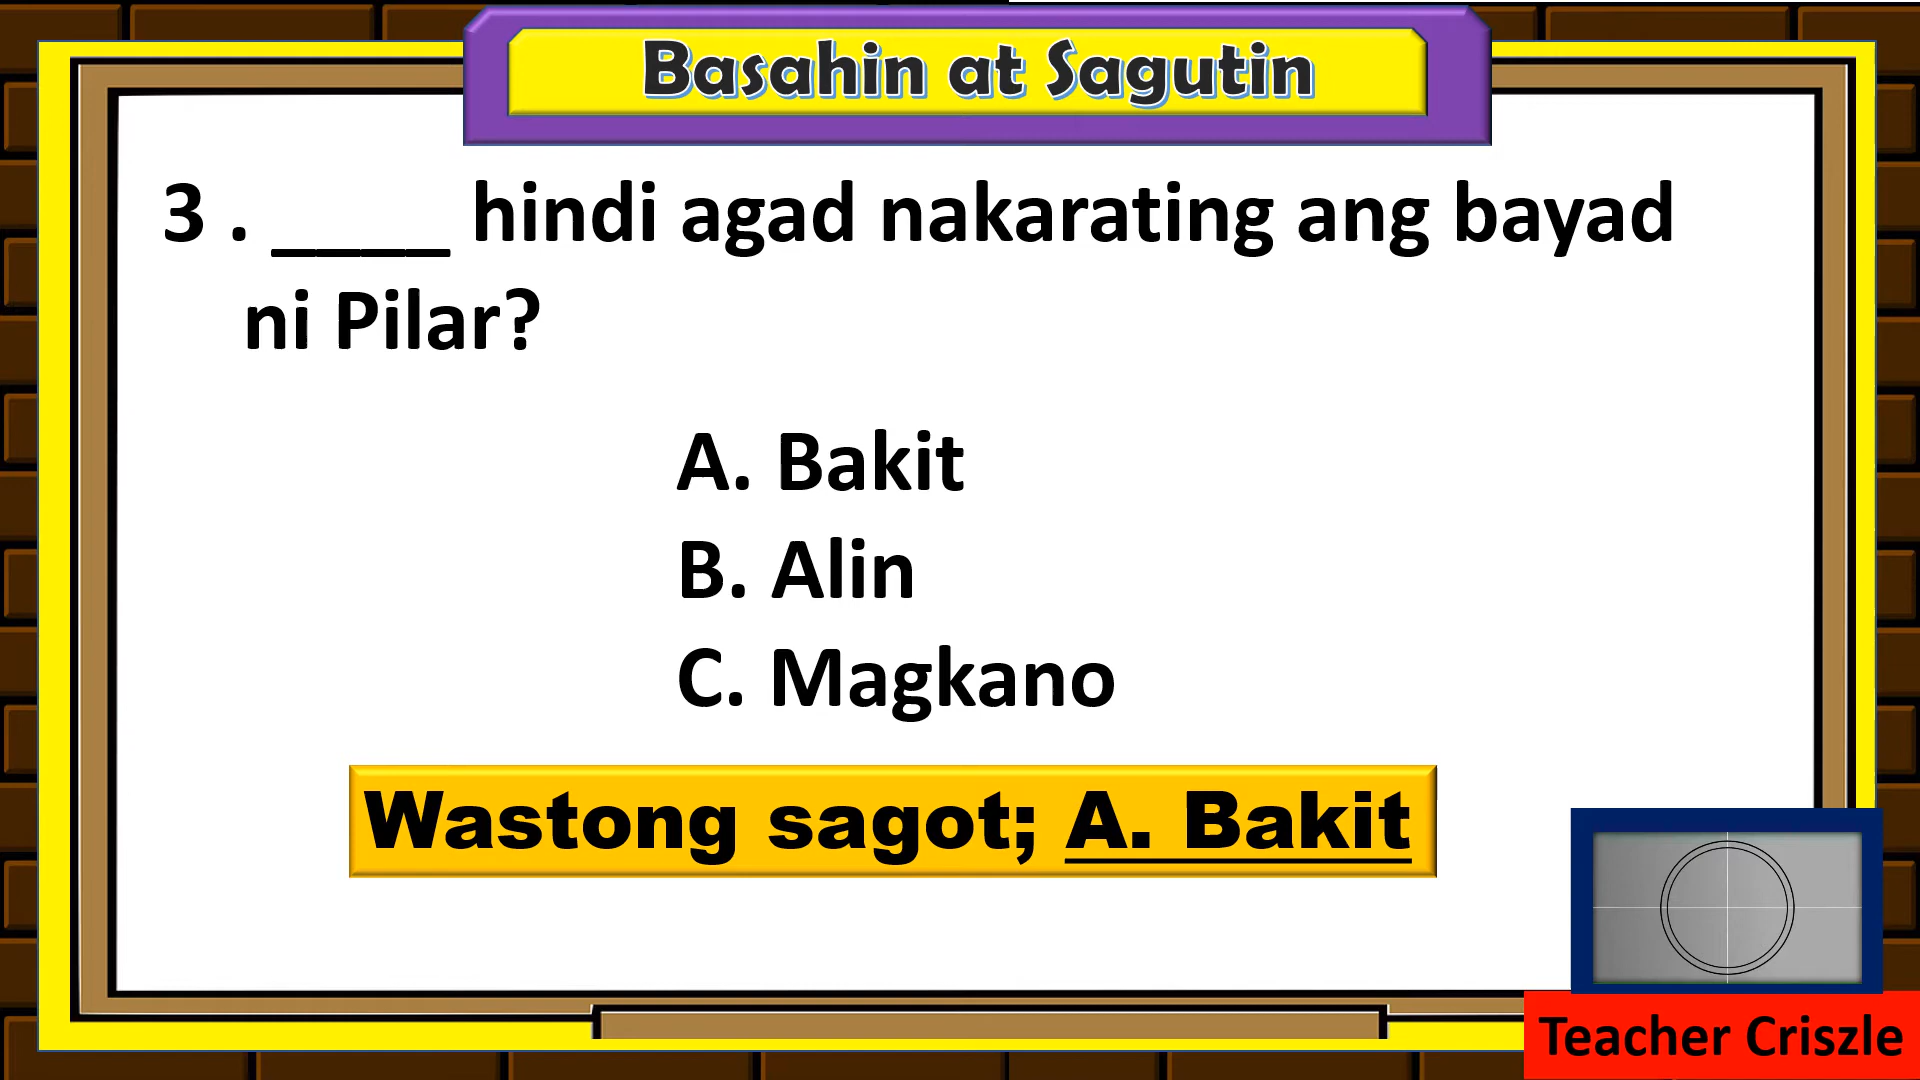 Basahin at Sagutin
3 . ____ hindi agad nakarating ang bayad
ni Pilar?
A. Bakit
B. Alin
C. Magkano
Wastong sagot; A. Bakit
Teacher Criszle